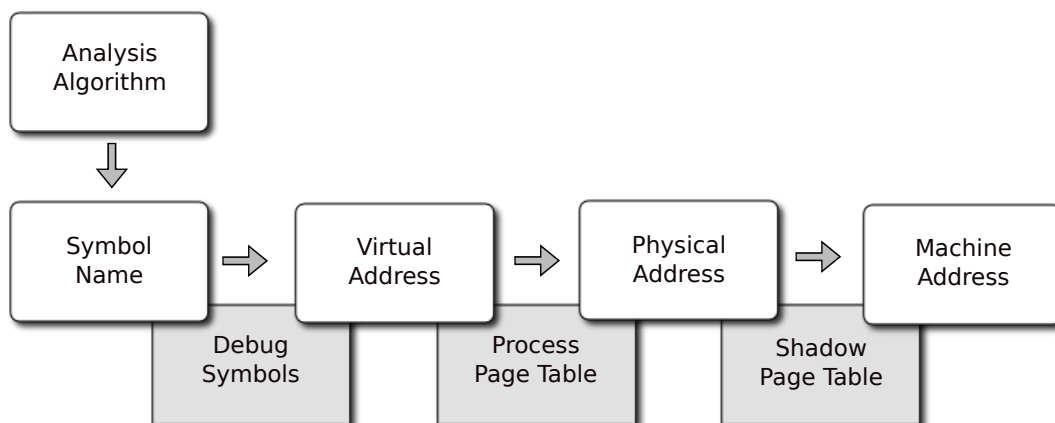 Analysis
Algorithm
Symbol
Name
Virtual
Address
Physical
Address
Machine
Address
Debug
Symbols
Process
Page Table
Shadow
Page Table